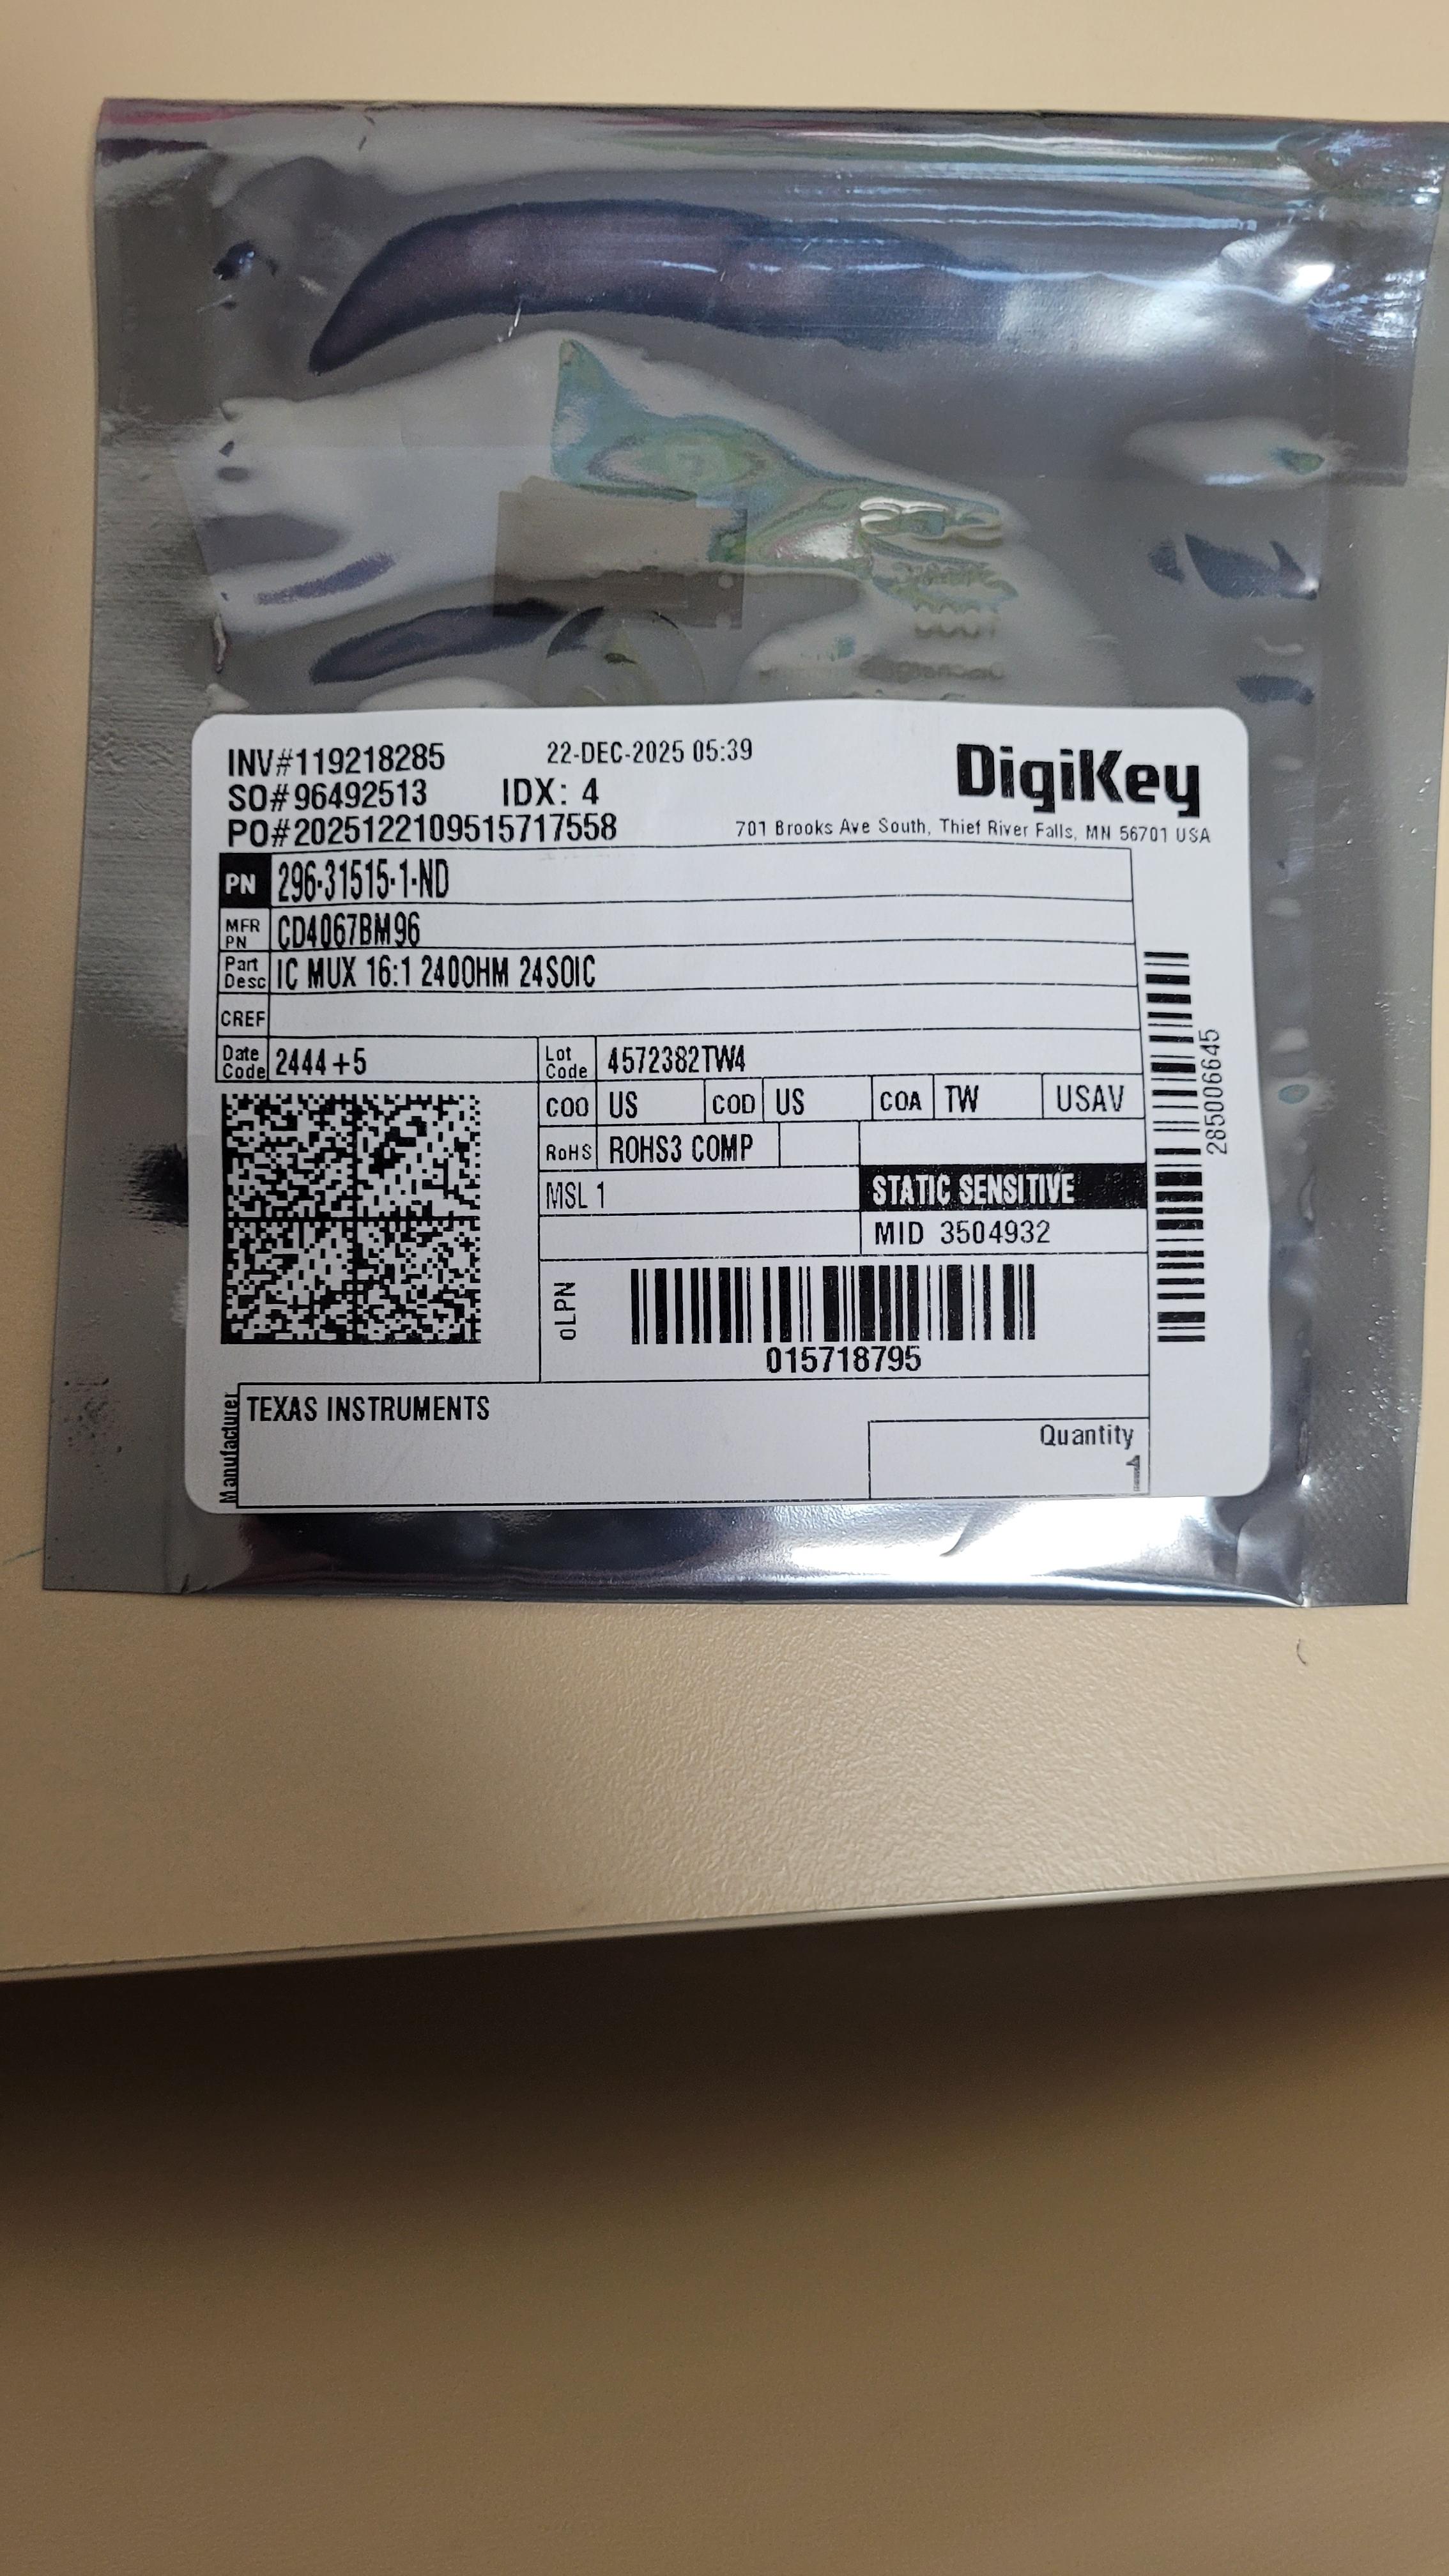 INV#119218285 22-DEC-2025 05:39 DigiKey
SO#96492513 IDX: 4
PO#2025122109515717558 701 Brooks Ave South, Thief River Falls, MN 56701 USA
PN 296-31515-1-ND
MFR PN CD4067BM96
Part Desc IC MUX 16:1 240OHM 24SOIC
CREF
Date Code 2444+5 Lot Code 4572382TW4
COO US COD US COA TW USAV
RoHS ROHS3 COMP
MSL 1 STATIC SENSITIVE
MID 3504932
oLPN
015718795
285006645
Manufacturer TEXAS INSTRUMENTS
Quantity
1